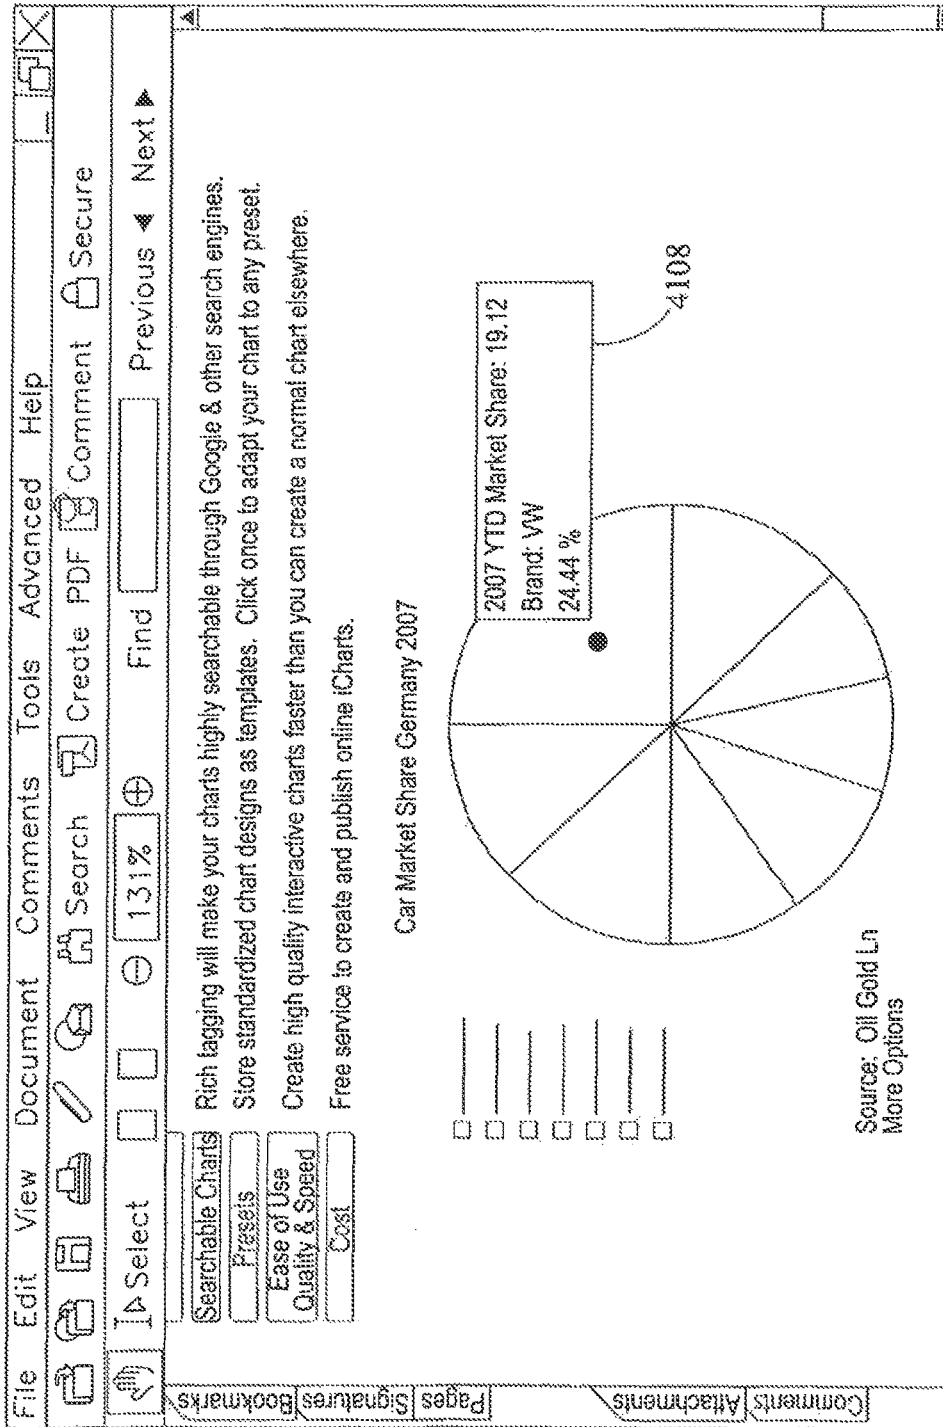 File Edit View Document Comments Tools Advanced Help
Search Create PDF Comment Secure
Select 131% Find Previous Next
Searchable Charts Rich tagging will make your charts highly searchable through Google & other search engines.
Presets Store standardized chart designs as templates. Click once to adapt your chart to any preset.
Ease of Use
Quality & Speed Create high quality interactive charts faster than you can create a normal chart elsewhere.
Cost Free service to create and publish online iCharts.
Bookmarks
Signatures
Pages
Attachments
Comments
Car Market Share Germany 2007
2007 YTD Market Share: 19.12
Brand: VW
24.44 %
4108
Source: Oil Gold Ln
More Options